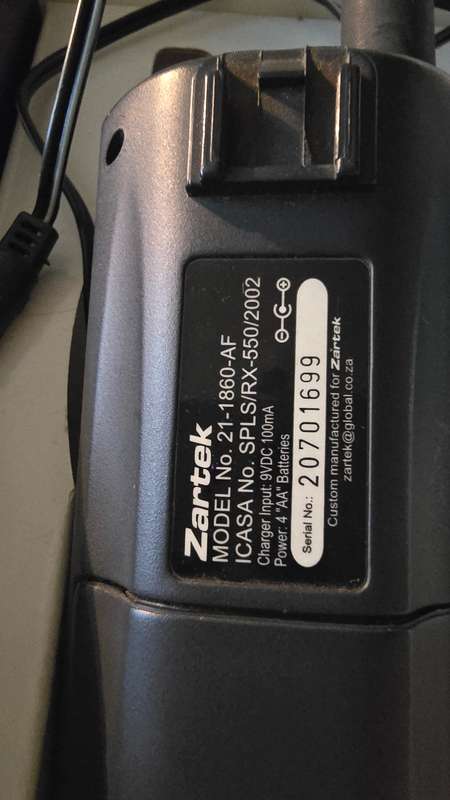 Zartek
MODEL No. 21-1860-AF
ICASA No. SPLS/RX-550/2002
Charger Input: 9VDC 100mA
Power: 4 "AA" Batteries
Serial No.: 20701699
Custom manufactured for Zartek
zartek@global.co.za